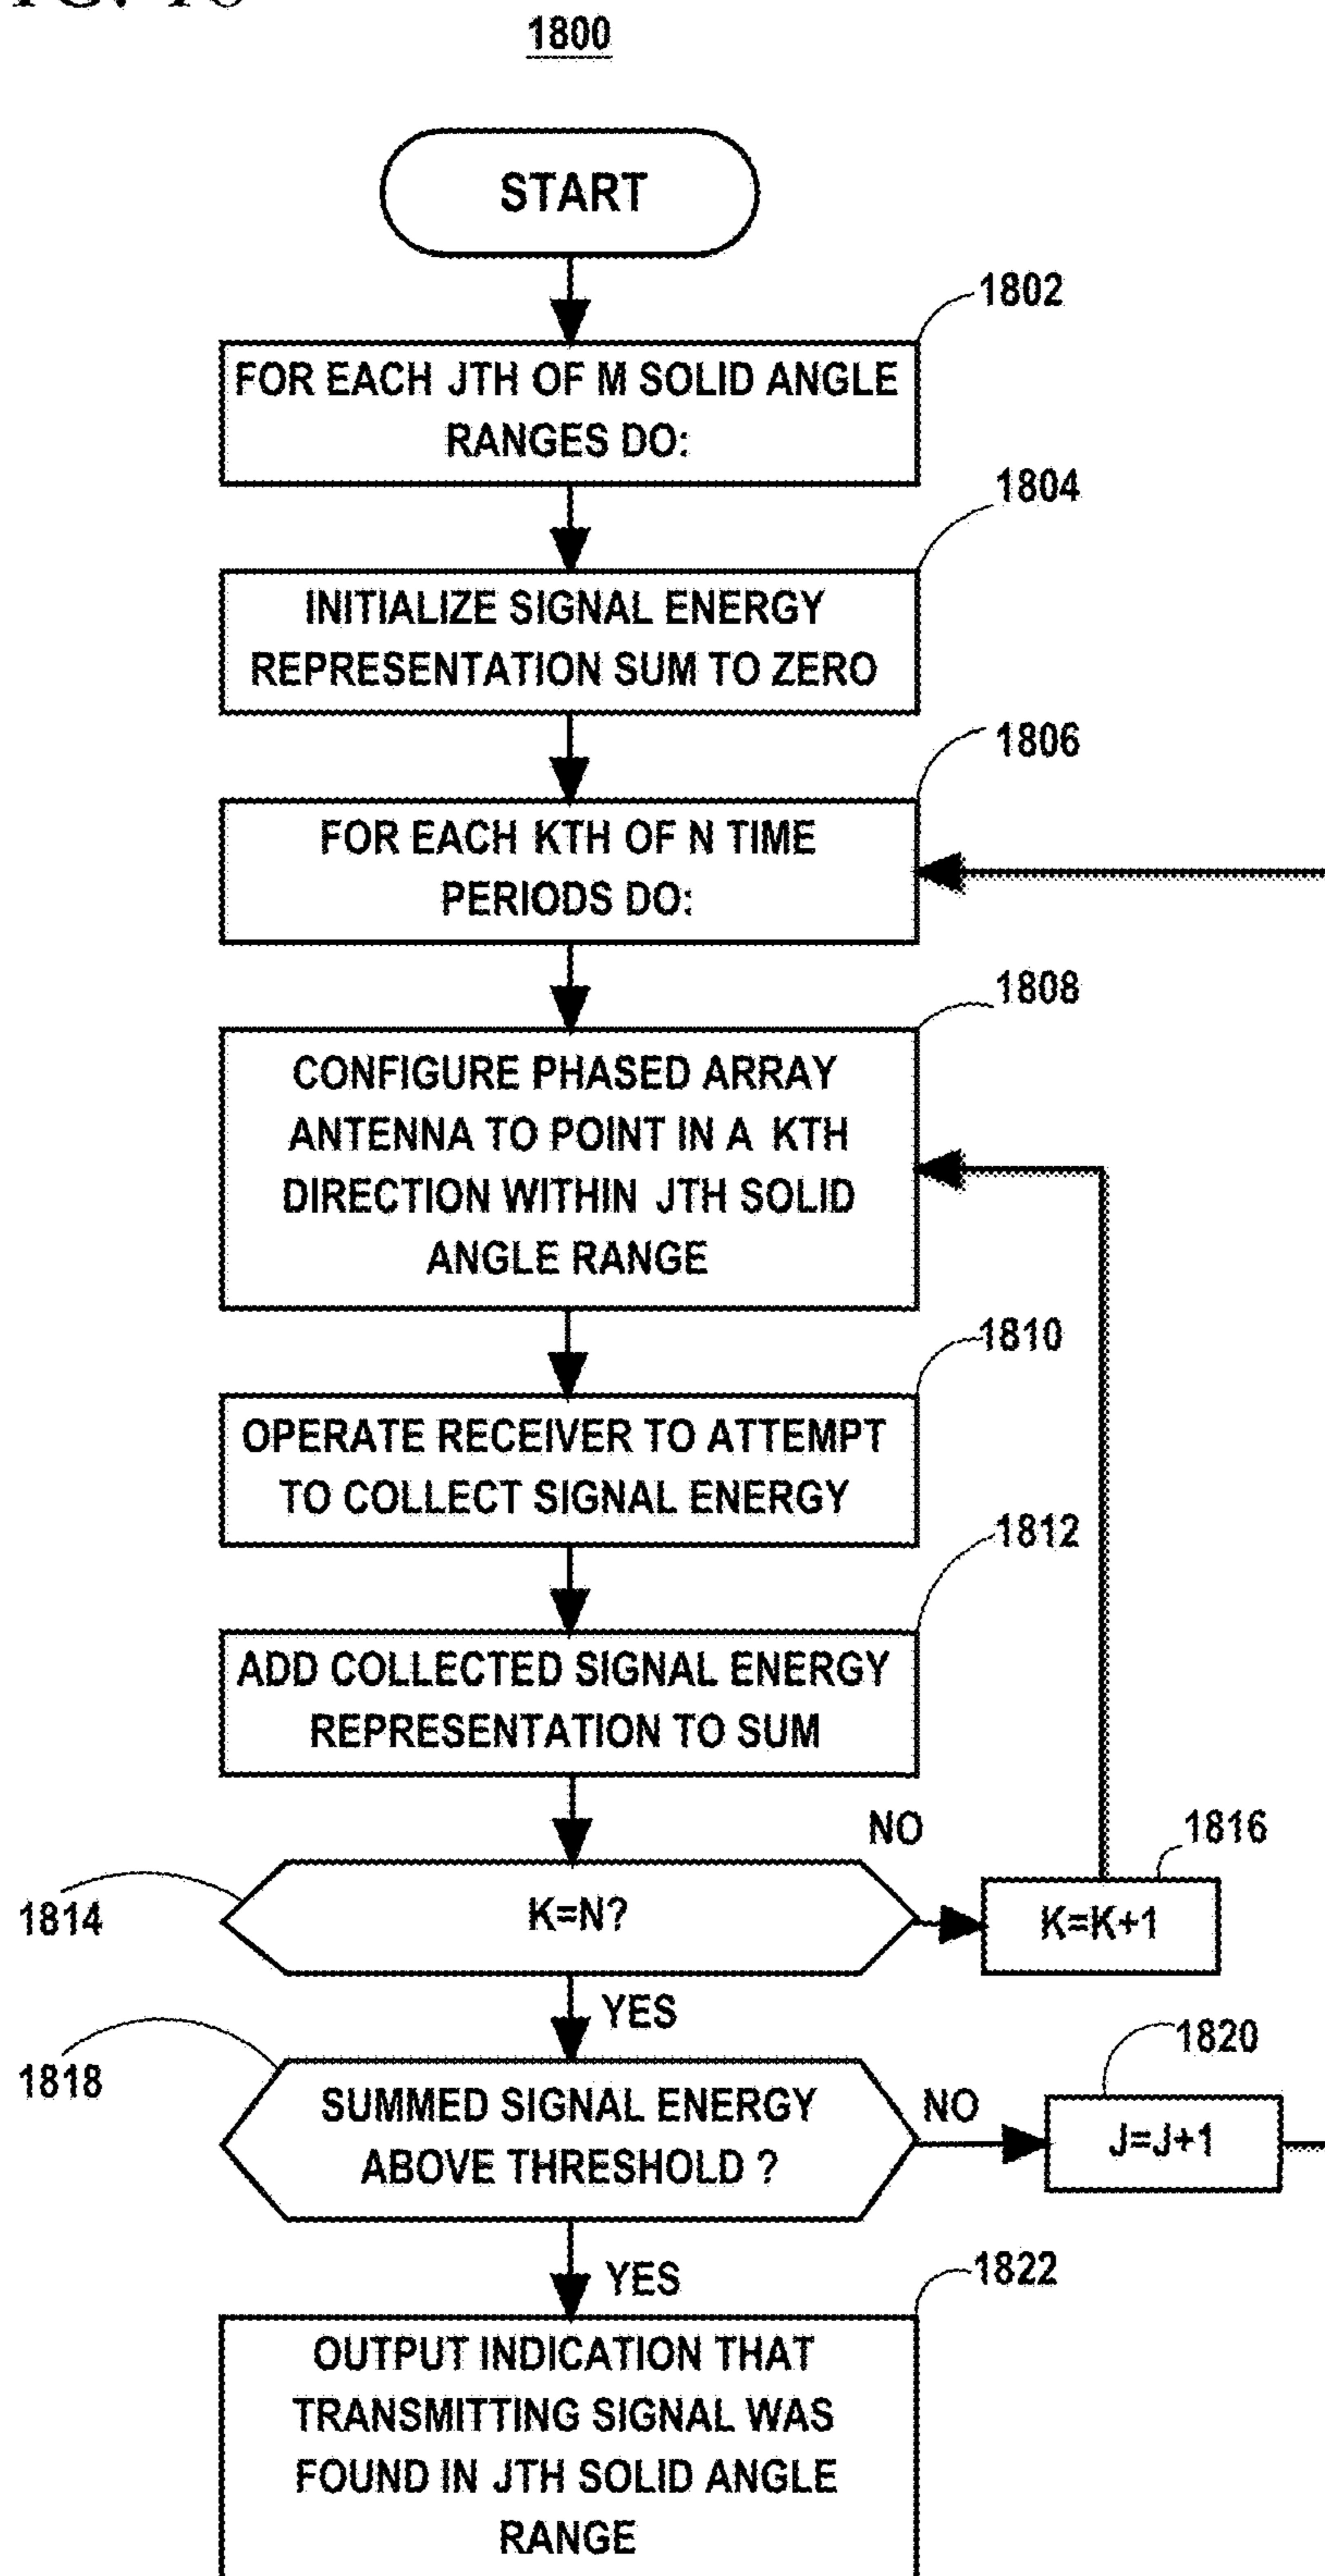 1800
START
1802
FOR EACH JTH OF M SOLID ANGLE
RANGES DO:
1804
INITIALIZE SIGNAL ENERGY
REPRESENTATION SUM TO ZERO
1806
FOR EACH KTH OF N TIME
PERIODS DO:
1808
CONFIGURE PHASED ARRAY
ANTENNA TO POINT IN A KTH
DIRECTION WITHIN JTH SOLID
ANGLE RANGE
1810
OPERATE RECEIVER TO ATTEMPT
TO COLLECT SIGNAL ENERGY
1812
ADD COLLECTED SIGNAL ENERGY
REPRESENTATION TO SUM
NO
1816
1814
K=N?
K=K+1
YES
1820
1818
SUMMED SIGNAL ENERGY
ABOVE THRESHOLD ?
NO
J=J+1
YES
1822
OUTPUT INDICATION THAT
TRANSMITTING SIGNAL WAS
FOUND IN JTH SOLID ANGLE
RANGE